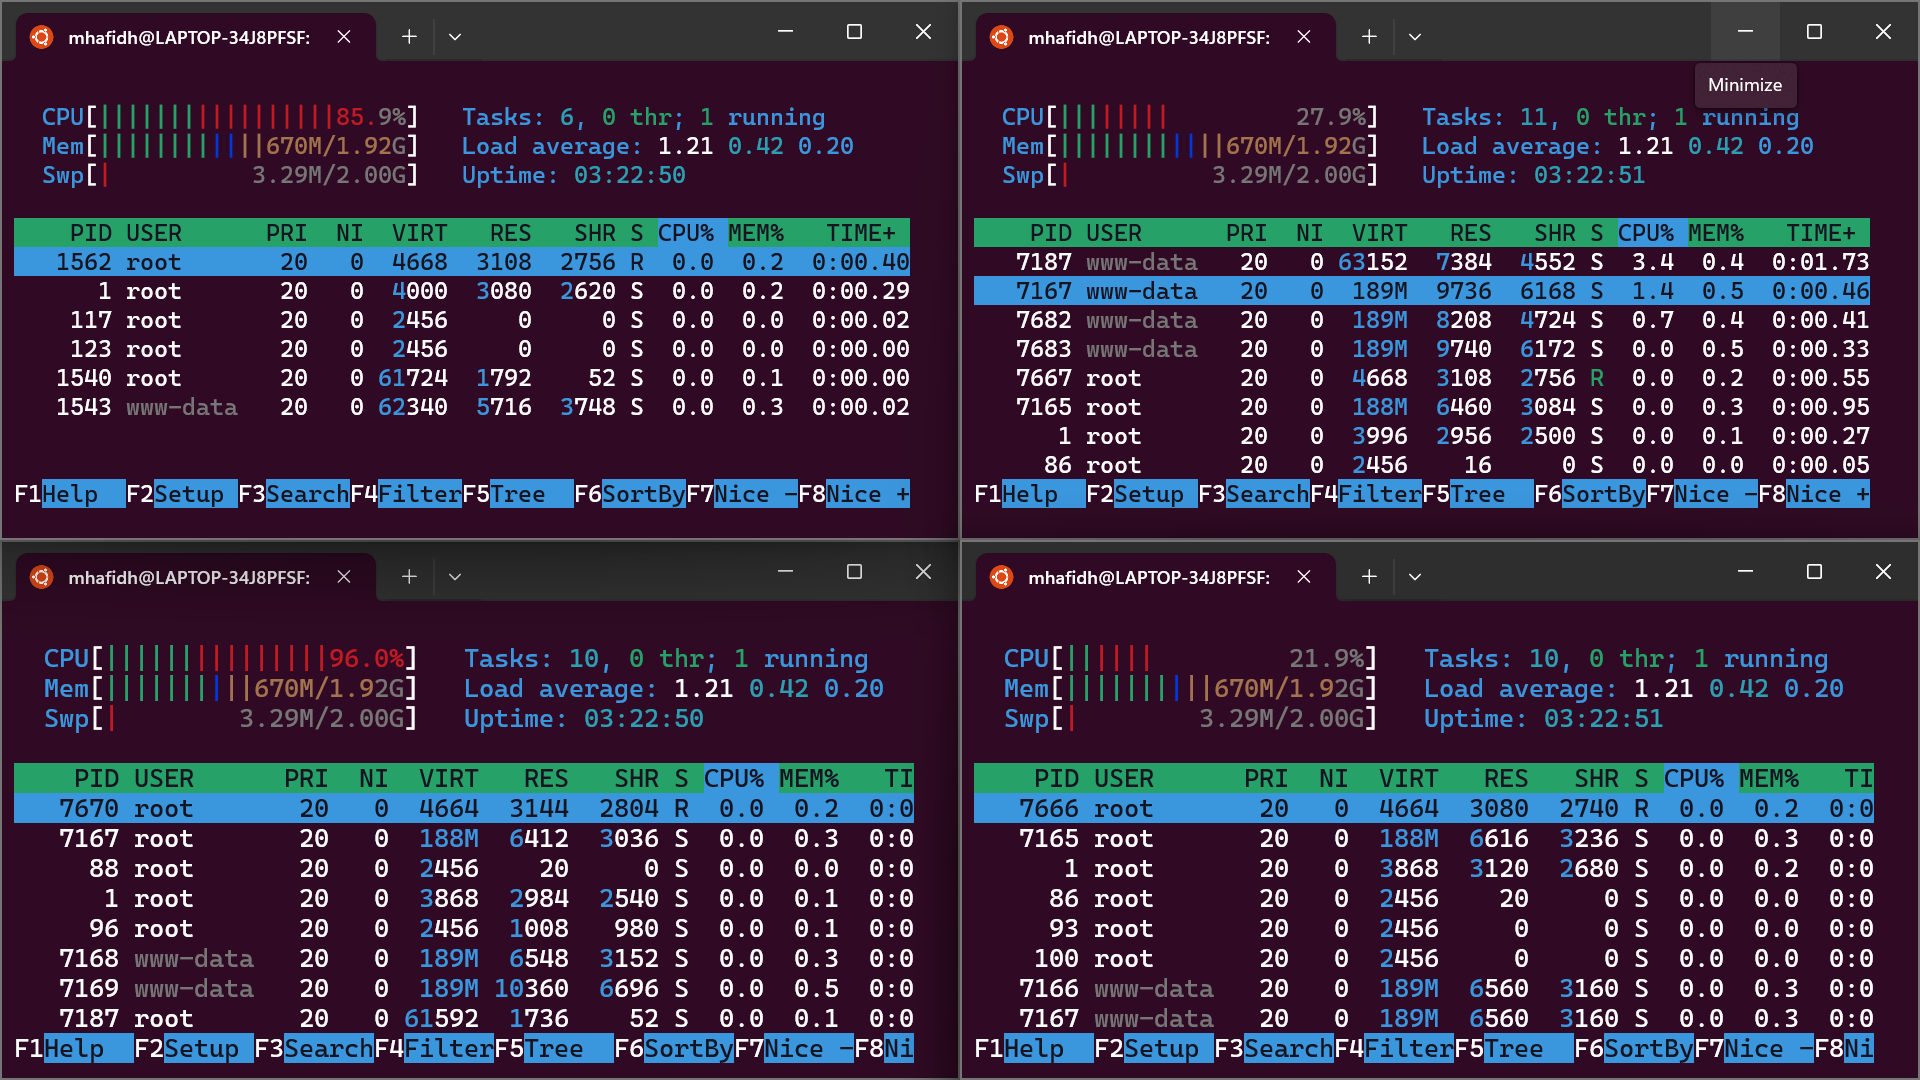 mhafidh@LAPTOP-34J8PFSF:
CPU[||||||||||||||||||85.9%] Tasks: 6, 0 thr; 1 running
Mem[||||||||||||670M/1.92G] Load average: 1.21 0.42 0.20
Swp[| 3.29M/2.00G] Uptime: 03:22:50
PID USER PRI NI VIRT RES SHR S CPU% MEM% TIME+
1562 root 20 0 4668 3108 2756 R 0.0 0.2 0:00.40
1 root 20 0 4000 3080 2620 S 0.0 0.2 0:00.29
117 root 20 0 2456 0 0 S 0.0 0.0 0:00.02
123 root 20 0 2456 0 0 S 0.0 0.0 0:00.00
1540 root 20 0 61724 1792 52 S 0.0 0.1 0:00.00
1543 www-data 20 0 62340 5716 3748 S 0.0 0.3 0:00.02
F1Help F2Setup F3SearchF4FilterF5Tree F6SortByF7Nice -F8Nice +
mhafidh@LAPTOP-34J8PFSF:
Minimize
CPU[||||||||| 27.9%] Tasks: 11, 0 thr; 1 running
Mem[||||||||||||670M/1.92G] Load average: 1.21 0.42 0.20
Swp[| 3.29M/2.00G] Uptime: 03:22:51
PID USER PRI NI VIRT RES SHR S CPU% MEM% TIME+
7187 www-data 20 0 63152 7384 4552 S 3.4 0.4 0:01.73
7167 www-data 20 0 189M 9736 6168 S 1.4 0.5 0:00.46
7682 www-data 20 0 189M 8208 4724 S 0.7 0.4 0:00.41
7683 www-data 20 0 189M 9740 6172 S 0.0 0.5 0:00.33
7667 root 20 0 4668 3108 2756 R 0.0 0.2 0:00.55
7165 root 20 0 188M 6460 3084 S 0.0 0.3 0:00.95
1 root 20 0 3996 2956 2500 S 0.0 0.1 0:00.27
86 root 20 0 2456 16 0 S 0.0 0.0 0:00.05
F1Help F2Setup F3SearchF4FilterF5Tree F6SortByF7Nice -F8Nice +
mhafidh@LAPTOP-34J8PFSF:
CPU[||||||||||||||||96.0%] Tasks: 10, 0 thr; 1 running
Mem[||||||||||670M/1.92G] Load average: 1.21 0.42 0.20
Swp[| 3.29M/2.00G] Uptime: 03:22:50
PID USER PRI NI VIRT RES SHR S CPU% MEM% TI
7670 root 20 0 4664 3144 2804 R 0.0 0.2 0:0
7167 root 20 0 188M 6412 3036 S 0.0 0.3 0:0
88 root 20 0 2456 20 0 S 0.0 0.0 0:0
1 root 20 0 3868 2984 2540 S 0.0 0.1 0:0
96 root 20 0 2456 1008 980 S 0.0 0.1 0:0
7168 www-data 20 0 189M 6548 3152 S 0.0 0.3 0:0
7169 www-data 20 0 189M 10360 6696 S 0.0 0.5 0:0
7187 root 20 0 61592 1736 52 S 0.0 0.1 0:0
F1Help F2Setup F3SearchF4FilterF5Tree F6SortByF7Nice -F8Ni
mhafidh@LAPTOP-34J8PFSF:
CPU[|||||| 21.9%] Tasks: 10, 0 thr; 1 running
Mem[||||||||||670M/1.92G] Load average: 1.21 0.42 0.20
Swp[| 3.29M/2.00G] Uptime: 03:22:51
PID USER PRI NI VIRT RES SHR S CPU% MEM% TI
7666 root 20 0 4664 3080 2740 R 0.0 0.2 0:0
7165 root 20 0 188M 6616 3236 S 0.0 0.3 0:0
1 root 20 0 3868 3120 2680 S 0.0 0.2 0:0
86 root 20 0 2456 20 0 S 0.0 0.0 0:0
93 root 20 0 2456 0 0 S 0.0 0.0 0:0
100 root 20 0 2456 0 0 S 0.0 0.0 0:0
7166 www-data 20 0 189M 6560 3160 S 0.0 0.3 0:0
7167 www-data 20 0 189M 6560 3160 S 0.0 0.3 0:0
F1Help F2Setup F3SearchF4FilterF5Tree F6SortByF7Nice -F8Ni